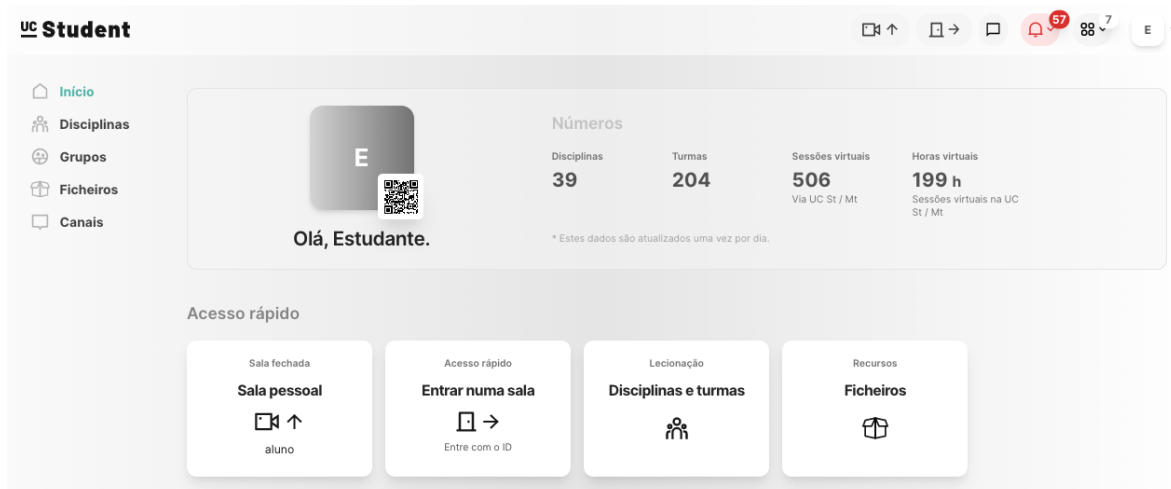 UC Student
57
7
E
Início
Disciplinas
Grupos
Ficheiros
Canais
E
Olá, Estudante.
Números
Disciplinas
39
Turmas
204
Sessões virtuais
506
Via UC St / Mt
Horas virtuais
199 h
Sessões virtuais na UC
St / Mt
* Estes dados são atualizados uma vez por dia.
Acesso rápido
Sala fechada
Sala pessoal
aluno
Acesso rápido
Entrar numa sala
Entre com o ID
Lecionação
Disciplinas e turmas
Recursos
Ficheiros